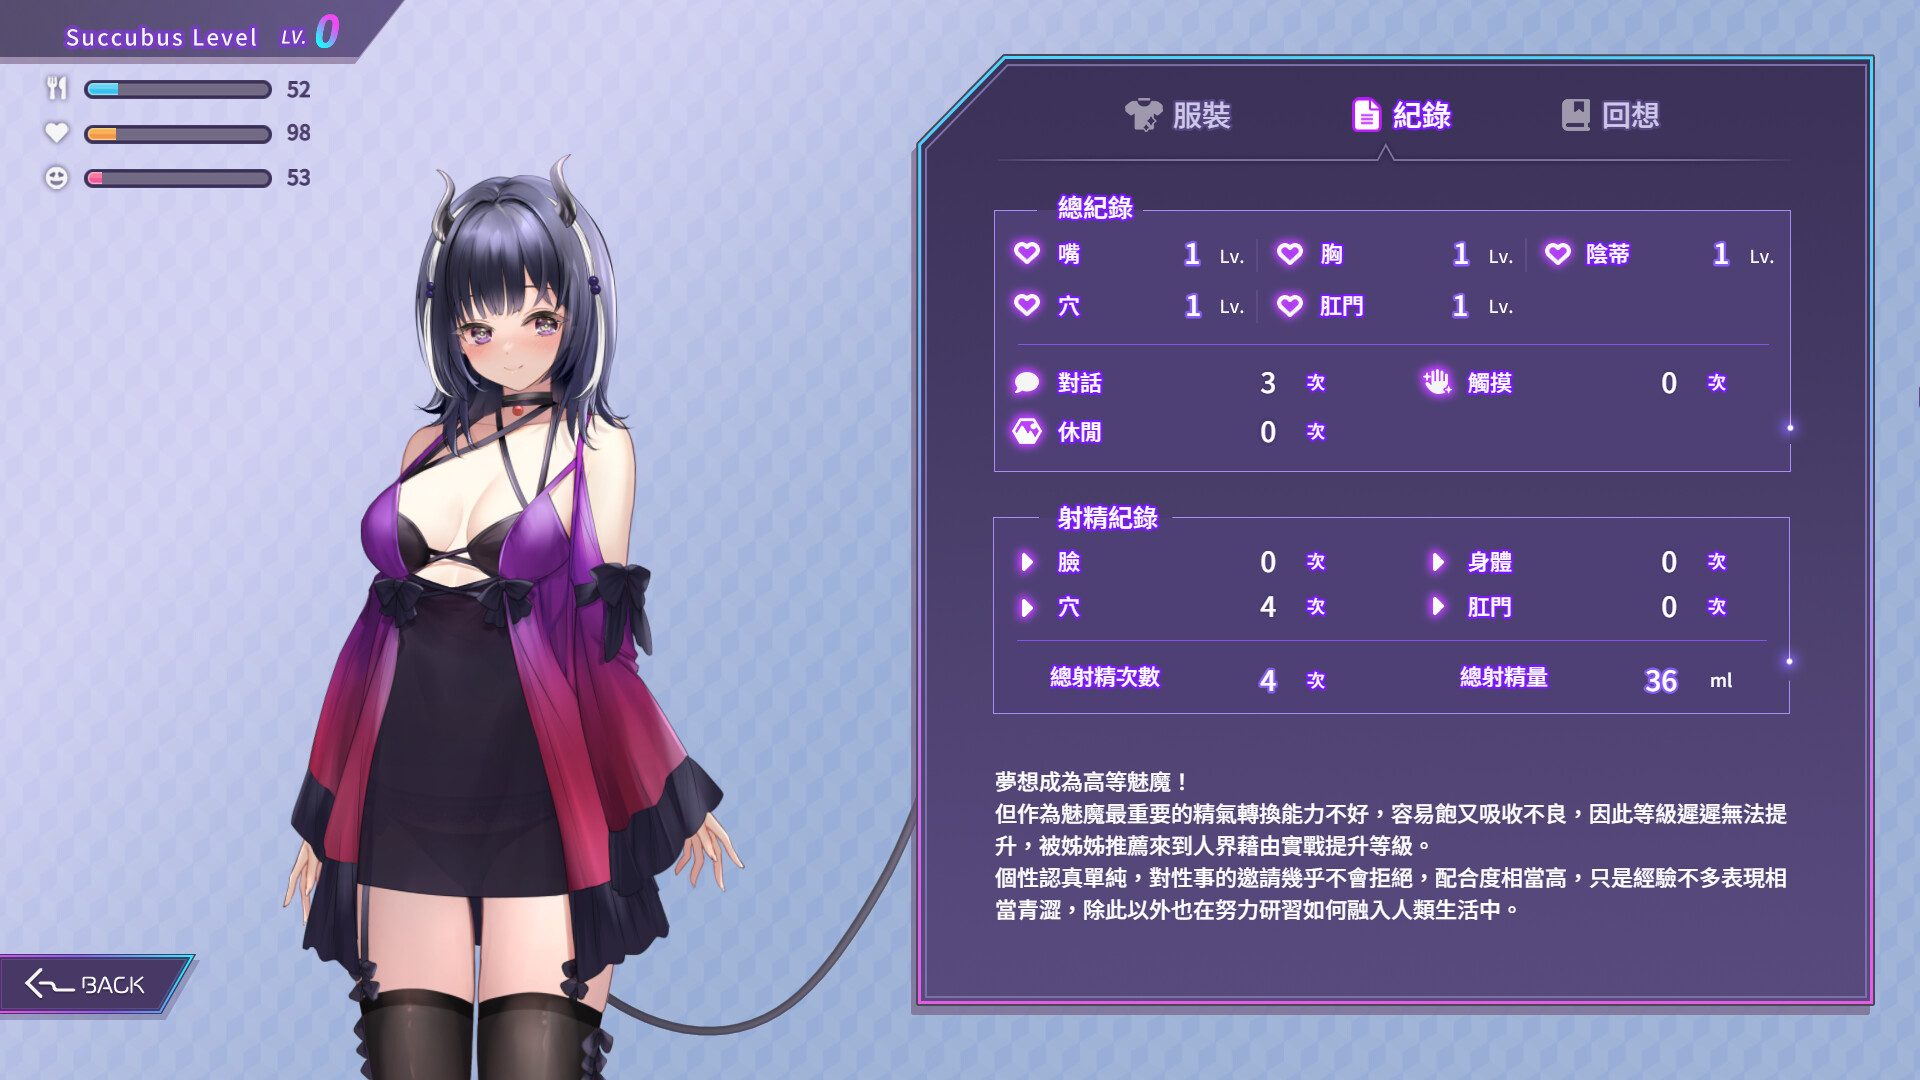 Succubus Level LV. 0
52
98
53
服裝 紀錄 回想
總紀錄
嘴 1 Lv. 胸 1 Lv. 陰蒂 1 Lv.
穴 1 Lv. 肛門 1 Lv.
對話 3 次 觸摸 0 次
休閒 0 次
射精紀錄
臉 0 次 身體 0 次
穴 4 次 肛門 0 次
總射精次數 4 次 總射精量 36 ml
夢想成為高等魅魔！
但作為魅魔最重要的精氣轉換能力不好，容易飽又吸收不良，因此等級遲遲無法提
升，被姊姊推薦來到人界藉由實戰提升等級。
個性認真單純，對性事的邀請幾乎不會拒絕，配合度相當高，只是經驗不多表現相
當青澀，除此以外也在努力研習如何融入人類生活中。
BACK